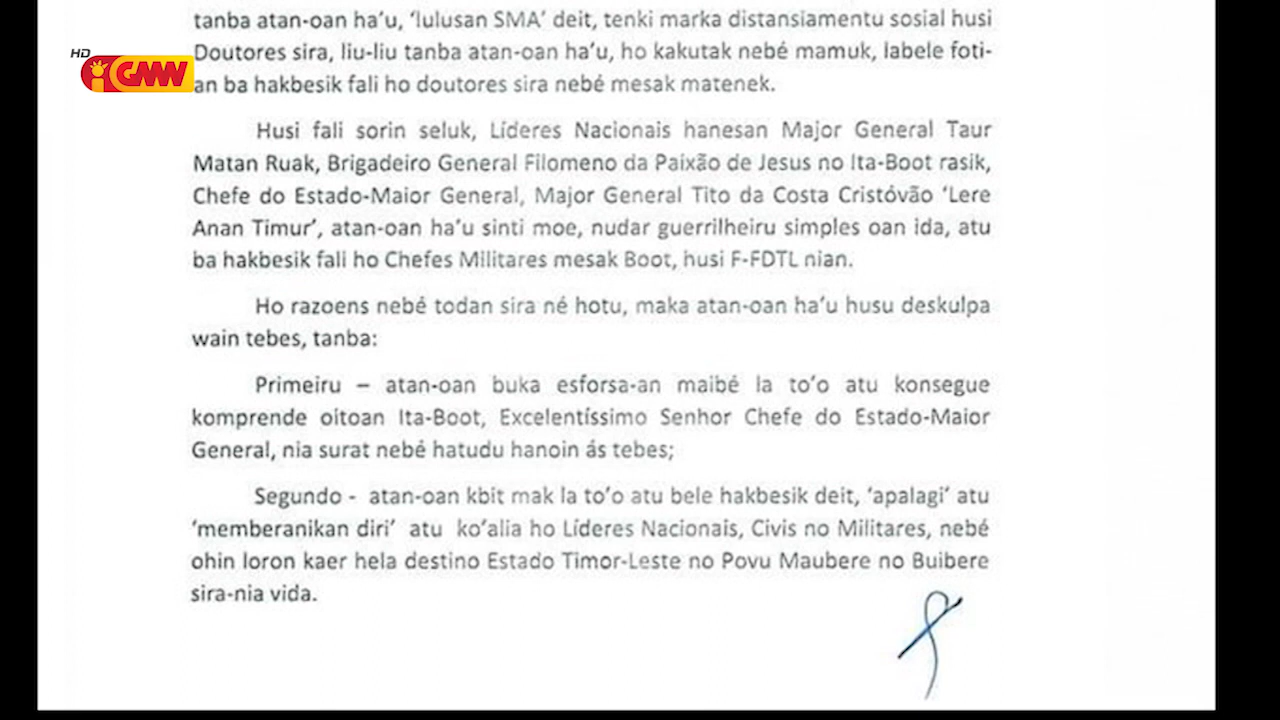 tanba atan-oan ha’u, ‘lulusan SMA’ deit, tenki marka distansiamentu sosial husi
HD
Doutores sira, liu-liu tanba atan-oan ha’u, ho kakutak nebé mamuk, labele foti-
iGMN
an ba hakbesik fali ho doutores sira nebé mesak matenek.
Husi fali sorin seluk, Líderes Nacionais hanesan Major General Taur
Matan Ruak, Brigadeiro General Filomeno da Paixão de Jesus no Ita-Boot rasik,
Chefe do Estado-Maior General, Major General Tito da Costa Cristóvão ‘Lere
Anan Timur’, atan-oan ha’u sinti moe, nudar guerrilheiru simples oan ida, atu
ba hakbesik fali ho Chefes Militares mesak Boot, husi F-FDTL nian.
Ho razoens nebé todan sira né hotu, maka atan-oan ha’u husu deskulpa
wain tebes, tanba:
Primeiru – atan-oan buka esforsa-an maibé la to’o atu konsegue
komprende oitoan Ita-Boot, Excelentíssimo Senhor Chefe do Estado-Maior
General, nia surat nebé hatudu hanoin ás tebes;
Segundo - atan-oan kbit mak la to’o atu bele hakbesik deit, ‘apalagi’ atu
‘memberanikan diri’ atu ko’alia ho Líderes Nacionais, Civis no Militares, nebé
ohin loron kaer hela destino Estado Timor-Leste no Povu Maubere no Buibere
sira-nia vida.